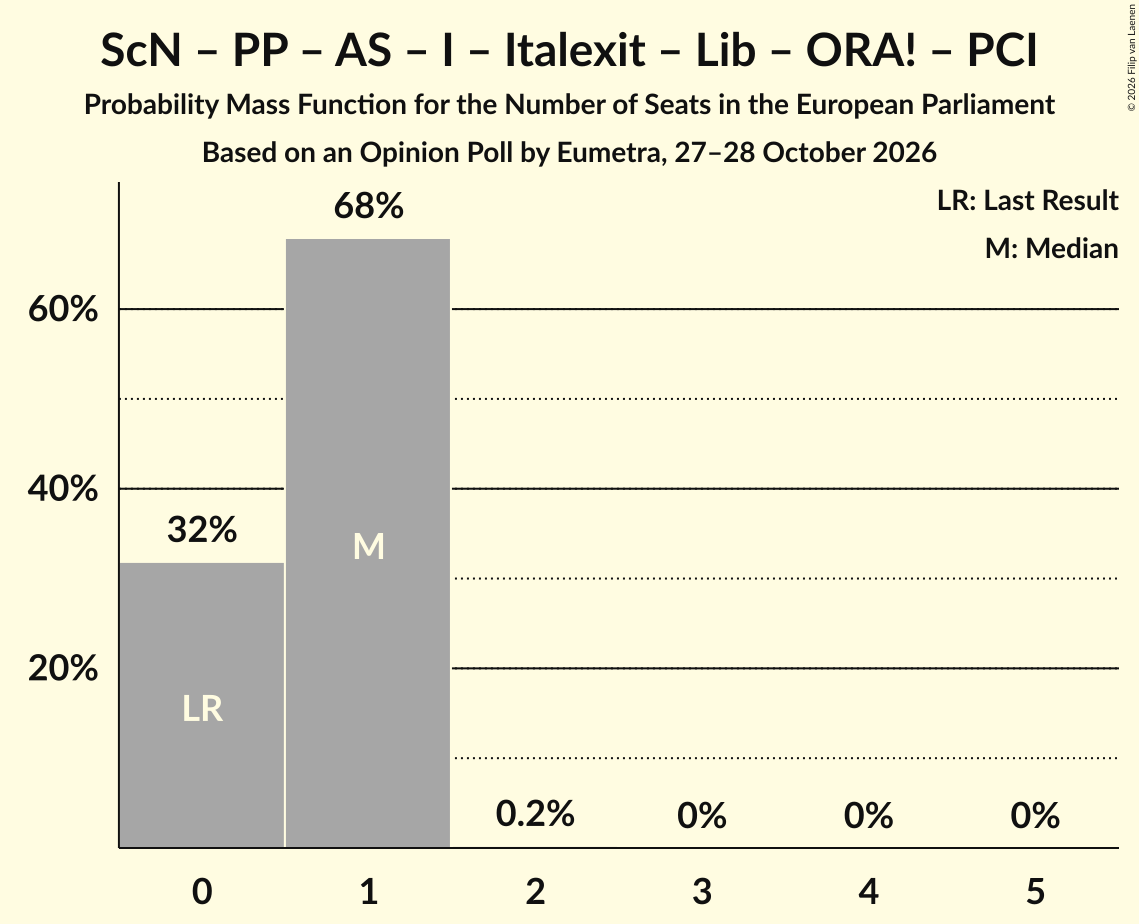 ScN – PP – AS – I – Italexit – Lib – ORA! – PCI
Probability Mass Function for the Number of Seats in the European Parliament
Based on an Opinion Poll by Eumetra, 27–28 October 2026
© 2026 Filip van Laenen
LR: Last Result
M: Median
68%
60%
40%
32%
M
20%
LR
0.2%
0%
0%
0%
0
1
2
3
4
5